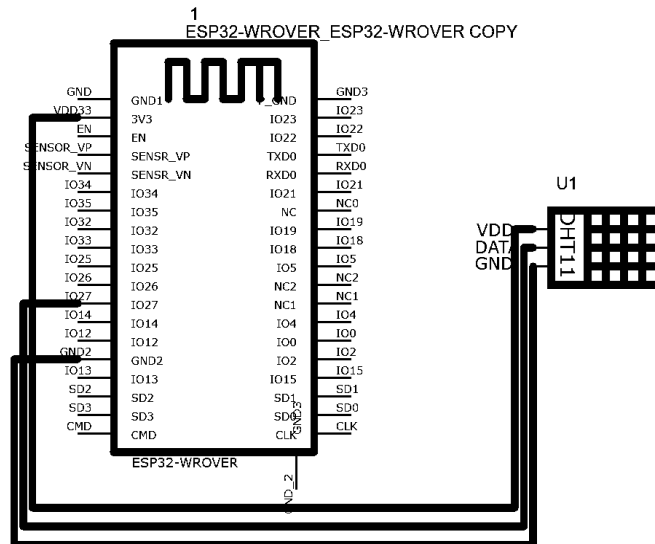 1
ESP32-WROVER_ESP32-WROVER COPY
GND GND1 P_GND GND3
VDD33 3V3 IO23 IO23
EN EN IO22 IO22
SENSOR_VP SENSR_VP TXD0 TXD0
SENSOR_VN SENSR_VN RXD0 RXD0
IO34 IO34 IO21 IO21
IO35 IO35 NC NC0
IO32 IO32 IO19 IO19
IO33 IO33 IO18 IO18
IO25 IO25 IO5 IO5
IO26 IO26 NC2 NC2
IO27 IO27 NC1 NC1
IO14 IO14 IO4 IO4
IO12 IO12 IO0 IO0
GND2 GND2 IO2 IO2
IO13 IO13 IO15 IO15
SD2 SD2 SD1 SD1
SD3 SD3 SD0 SD0
CMD CMD CLK CLK
GND3
GND_2
ESP32-WROVER
U1
VDD
DATA
GND
DHT11